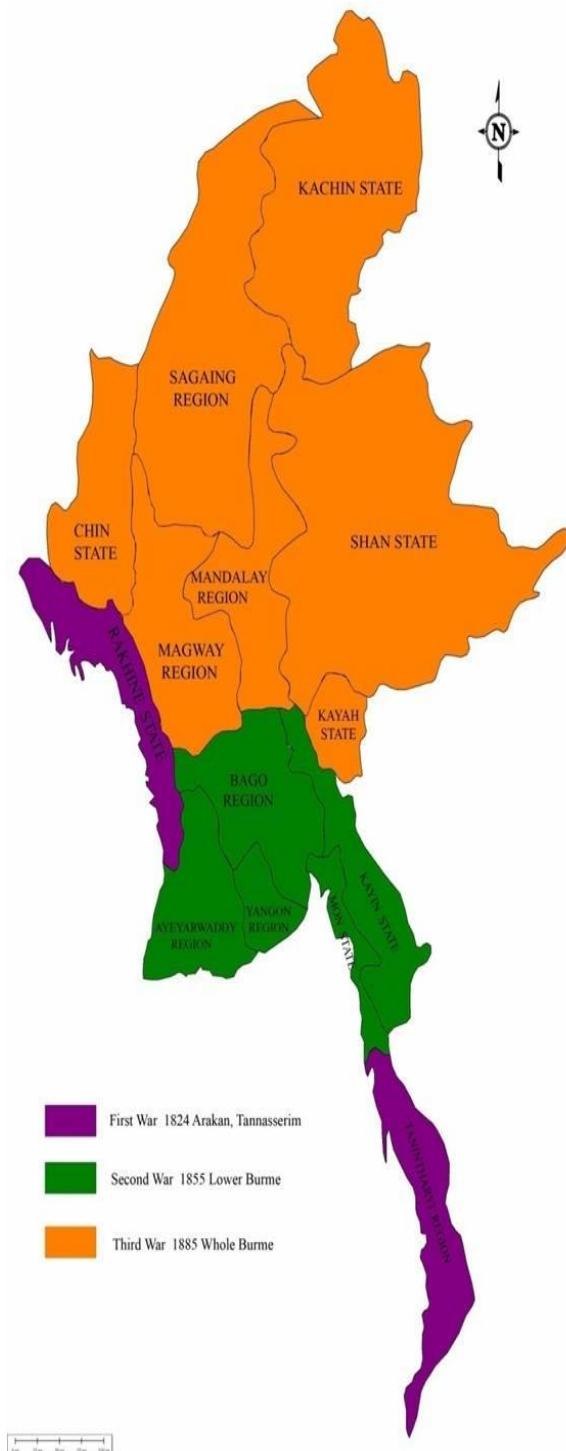 N
KACHIN STATE
SAGAING
REGION
CHIN
STATE
SHAN STATE
MANDALAY
REGION
MAGWAY
REGION
RAKHINE STATE
KAYAH
STATE
BAGO
REGION
KAYIN STATE
MON STATE
YANGON
REGION
AYEYARWADDY
REGION
TANINTHARYI REGION
First War 1824 Arakan, Tannasserim
Second War 1855 Lower Burme
Third War 1885 Whole Burme